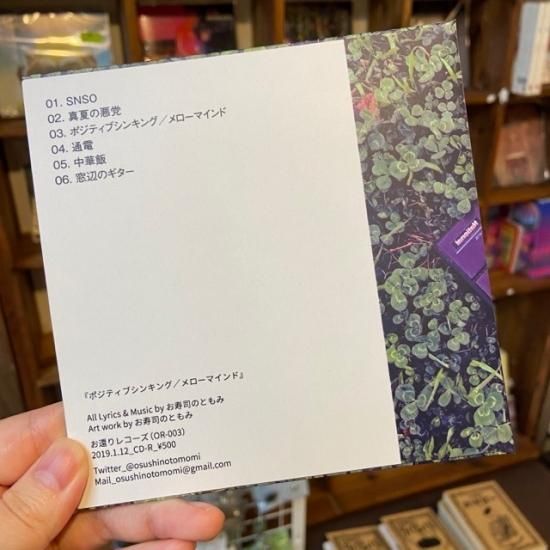 01. SNSO
02. 真夏の悪党
03. ポジティブシンキング／メローマインド
04. 通電
05. 中華飯
06. 窓辺のギター
『ポジティブシンキング／メローマインド』
All Lyrics & Music by お寿司のともみ
Art work by お寿司のともみ
お還りレコーズ（OR-003）
2019.1.12_CD-R_¥500
Twitter_@osushinotomomi
Mail_osushinotomomi@gmail.com